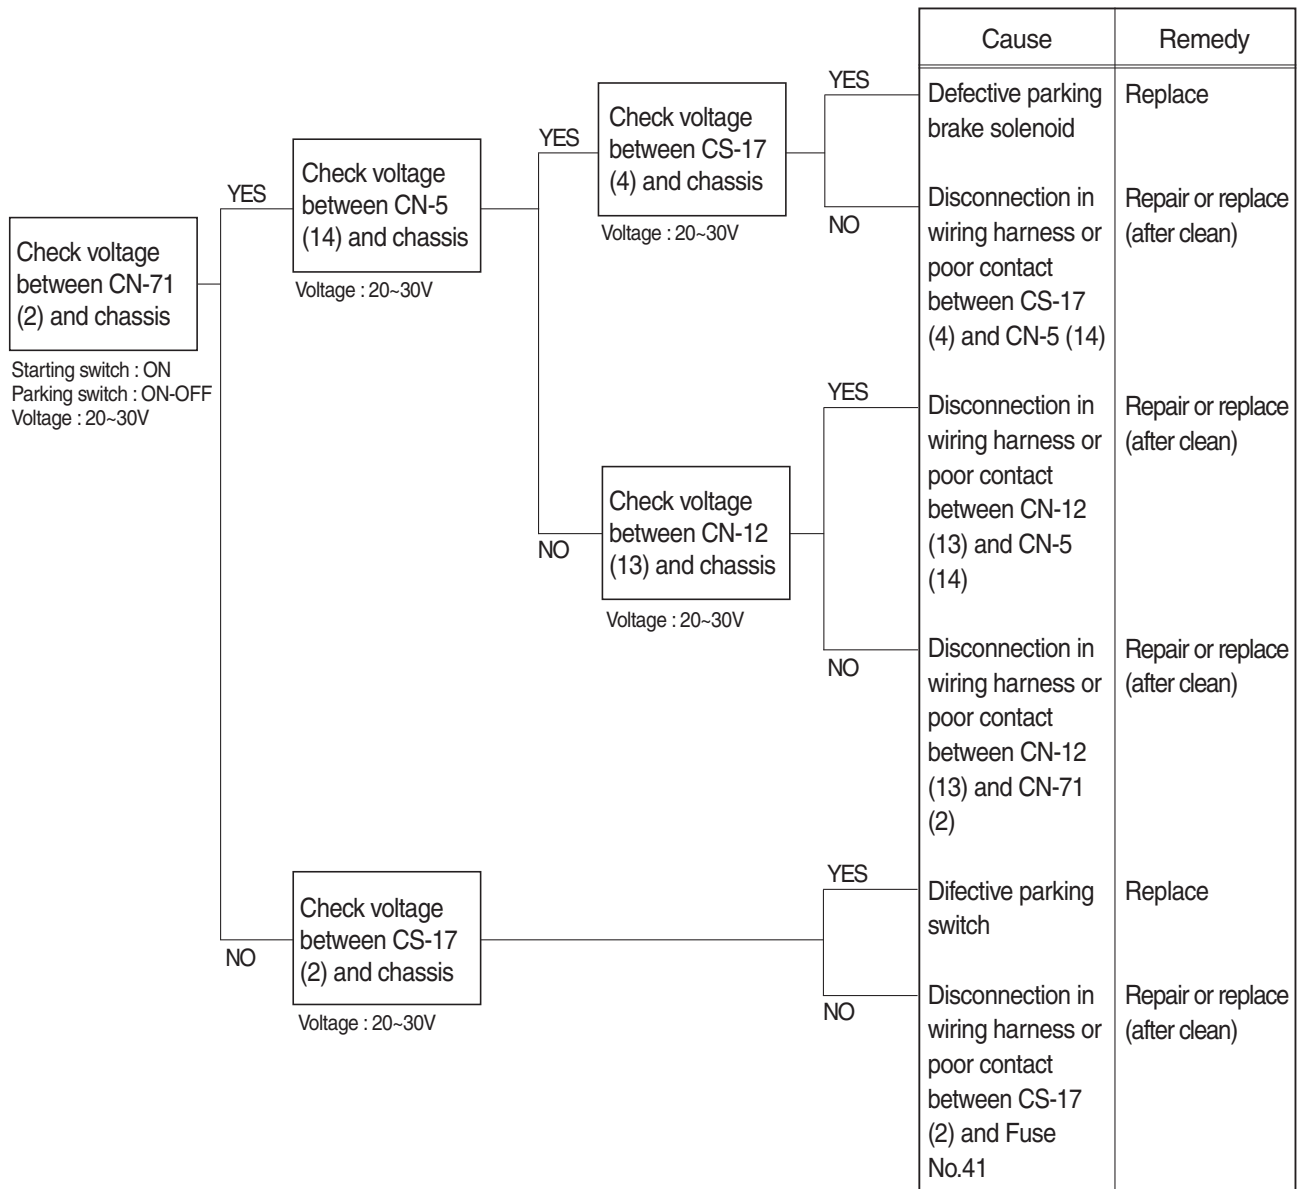 Cause
Remedy
Check voltage
between CN-71
(2) and chassis
Starting switch : ON
Parking switch : ON-OFF
Voltage : 20~30V
YES
Check voltage
between CN-5
(14) and chassis
Voltage : 20~30V
YES
Check voltage
between CS-17
(4) and chassis
Voltage : 20~30V
YES
Defective parking
brake solenoid
Replace
NO
Disconnection in
wiring harness or
poor contact
between CS-17
(4) and CN-5 (14)
Repair or replace
(after clean)
NO
Check voltage
between CN-12
(13) and chassis
Voltage : 20~30V
YES
Disconnection in
wiring harness or
poor contact
between CN-12
(13) and CN-5
(14)
Repair or replace
(after clean)
NO
Disconnection in
wiring harness or
poor contact
between CN-12
(13) and CN-71
(2)
Repair or replace
(after clean)
NO
Check voltage
between CS-17
(2) and chassis
Voltage : 20~30V
YES
Difective parking
switch
Replace
NO
Disconnection in
wiring harness or
poor contact
between CS-17
(2) and Fuse
No.41
Repair or replace
(after clean)